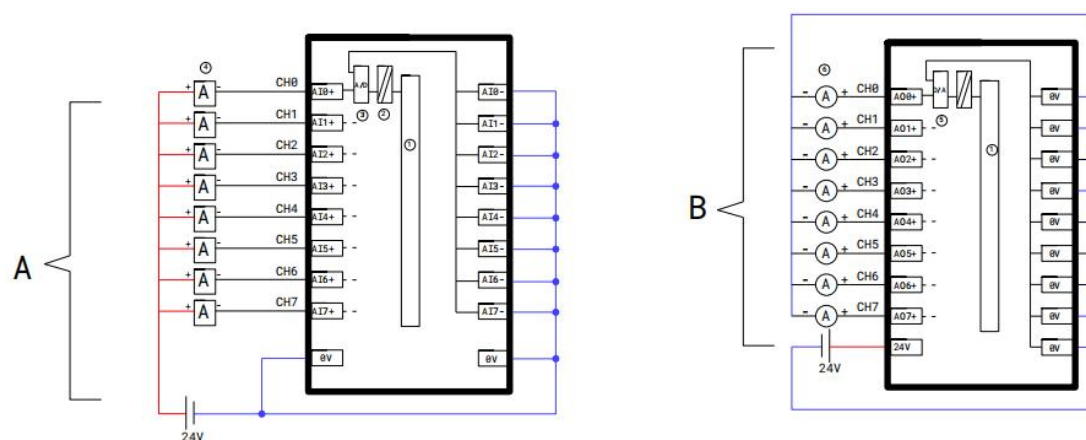 ④
A
+ A - CH0 AI0+ A/D AI0-
③ ②
+ A - CH1 AI1+ AI1-
①
+ A - CH2 AI2+ AI2-
+ A - CH3 AI3+ AI3-
+ A - CH4 AI4+ AI4-
+ A - CH5 AI5+ AI5-
+ A - CH6 AI6+ AI6-
+ A - CH7 AI7+ AI7-
0V 0V
24V
B
⑥
- A + CH0 AO0+ D/A 0V
⑤
- A + CH1 AO1+ 0V
①
- A + CH2 AO2+ 0V
- A + CH3 AO3+ 0V
- A + CH4 AO4+ 0V
- A + CH5 AO5+ 0V
- A + CH6 AO6+ 0V
- A + CH7 AO7+ 0V
24V 0V
24V